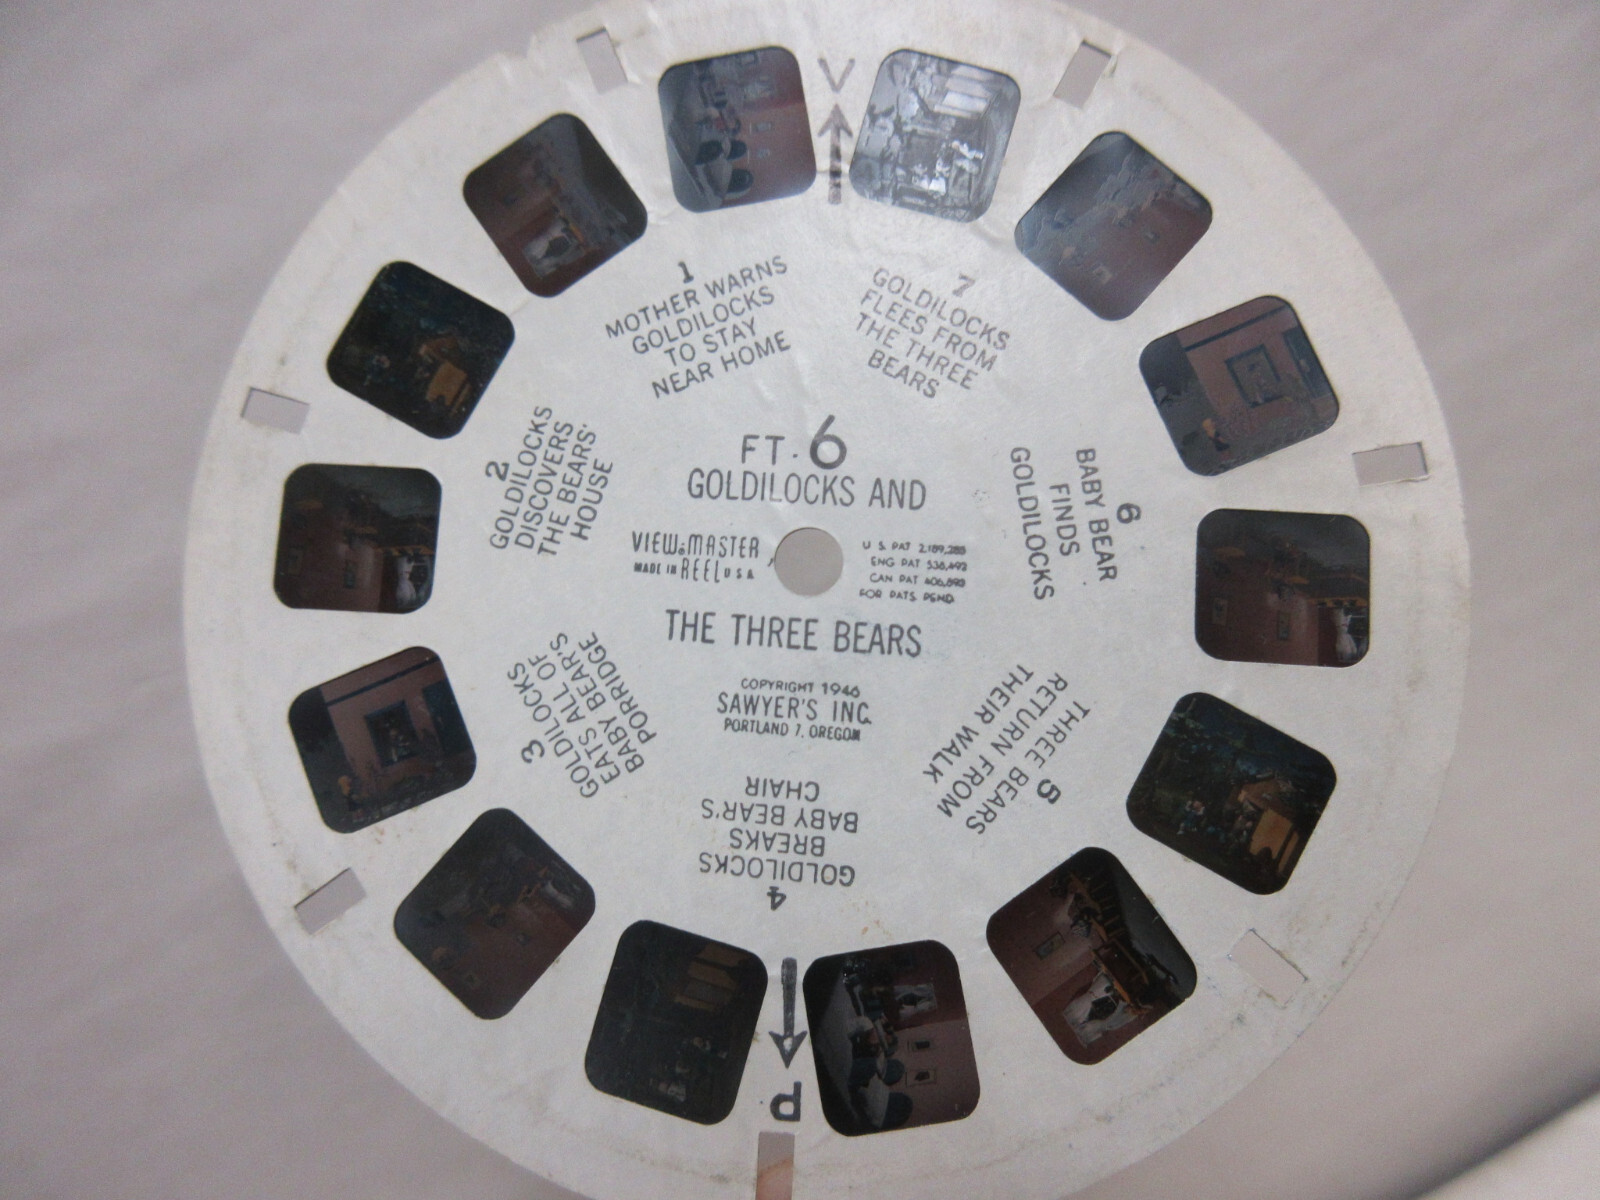 V
1
MOTHER WARNS
GOLDILOCKS
TO STAY
NEAR HOME
7
GOLDILOCKS
FLEES FROM
THE THREE
BEARS
FT. 6
GOLDILOCKS AND
VIEW-MASTER
MADE IN REEL U S A
U S. PAT 2,189,285
ENG PAT 538,492
CAN PAT 406,892
FOR PATS. PEND.
THE THREE BEARS
COPYRIGHT 1946
SAWYER'S INC.
PORTLAND 7, OREGON
2
GOLDILOCKS
DISCOVERS
THE BEARS'
HOUSE
3
GOLDILOCKS
EATS ALL OF
BABY BEAR'S
PORRIDGE
4
GOLDILOCKS
BREAKS
BABY BEAR'S
CHAIR
5
THREE BEARS
RETURN FROM
THEIR WALK
6
BABY BEAR
FINDS
GOLDILOCKS
P